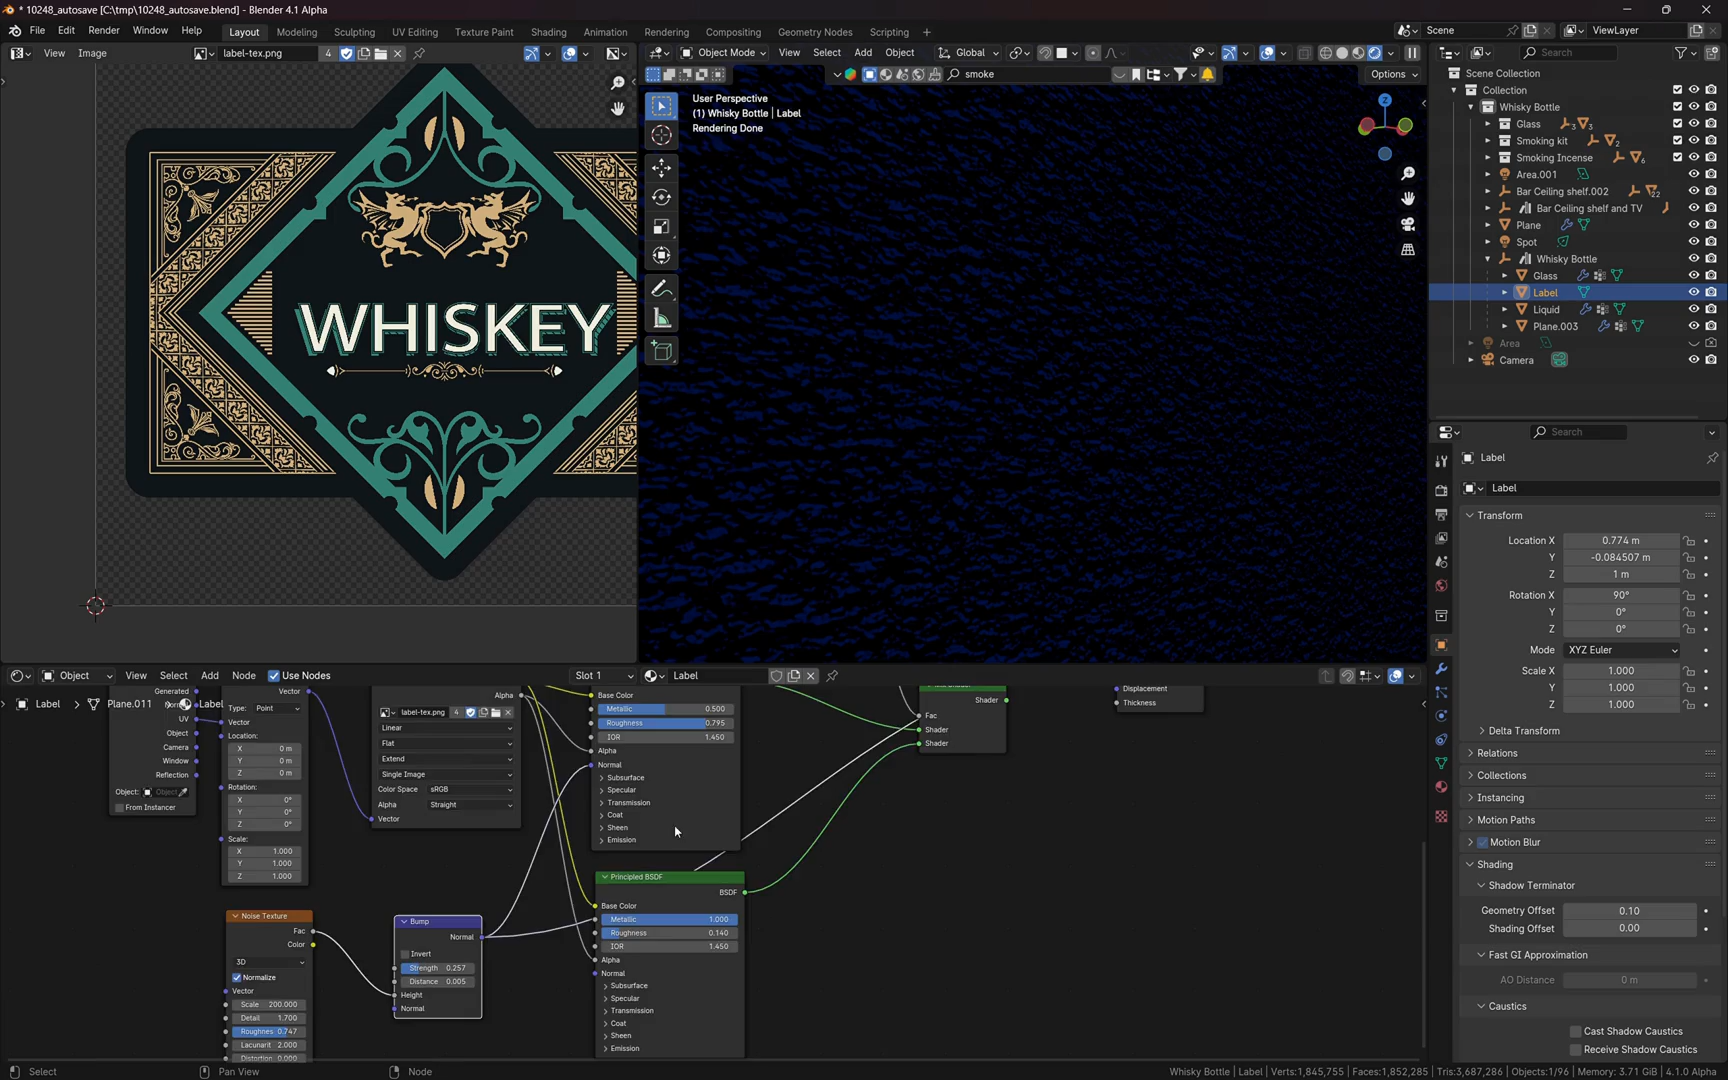 * 10248_autosave [C:\tmp\10248_autosave.blend] - Blender 4.1 Alpha
File Edit Render Window Help
Layout Modeling Sculpting UV Editing Texture Paint Shading Animation Rendering Compositing Geometry Nodes Scripting +
Scene
ViewLayer
View Image
label-tex.png 4
Object Mode View Select Add Object
Global
smoke
Options
User Perspective
(1) Whisky Bottle | Label
Rendering Done
Z
WHISKEY
Search
Scene Collection
Collection
Whisky Bottle
Glass 3 3
Smoking kit 2
Smoking Incense 6
Area.001
Bar Ceiling shelf.002 22
Bar Ceiling shelf and TV
Plane
Spot
Whisky Bottle
Glass
Label
Liquid
Plane.003
Area
Camera
Search
Label
Label
Transform
Location X 0.774 m
Y -0.084507 m
Z 1 m
Rotation X 90°
Y 0°
Z 0°
Mode XYZ Euler
Scale X 1.000
Y 1.000
Z 1.000
Delta Transform
Relations
Collections
Instancing
Motion Paths
Motion Blur
Shading
Shadow Terminator
Geometry Offset 0.10
Shading Offset 0.00
Fast GI Approximation
AO Distance 0 m
Caustics
Cast Shadow Caustics
Receive Shadow Caustics
Object View Select Add Node Use Nodes
Slot 1
Label
Label > Plane.011 > Label
Generated
UV
Object
Camera
Window
Reflection
Object: Object
From Instancer
Vector
Type: Point
Vector
Location:
X 0 m
Y 0 m
Z 0 m
Rotation:
X 0°
Y 0°
Z 0°
Scale:
X 1.000
Y 1.000
Z 1.000
Alpha
label-tex.png 4
Linear
Flat
Extend
Single Image
Color Space sRGB
Alpha Straight
Vector
Base Color
Metallic 0.500
Roughness 0.795
IOR 1.450
Alpha
Normal
Subsurface
Specular
Transmission
Coat
Sheen
Emission
Shader
Fac
Shader
Shader
Displacement
Thickness
Noise Texture
Fac
Color
3D
Normalize
Vector
Scale 200.000
Detail 1.700
Roughnes 0.747
Lacunarit 2.000
Distortion 0.000
Bump
Normal
Invert
Strength 0.257
Distance 0.005
Height
Normal
Principled BSDF
BSDF
Base Color
Metallic 1.000
Roughness 0.140
IOR 1.450
Alpha
Normal
Subsurface
Specular
Transmission
Coat
Sheen
Emission
Select
Pan View
Node
Whisky Bottle | Label | Verts:1,845,755 | Faces:1,852,285 | Tris:3,687,286 | Objects:1/96 | Memory: 3.71 GiB | 4.1.0 Alpha